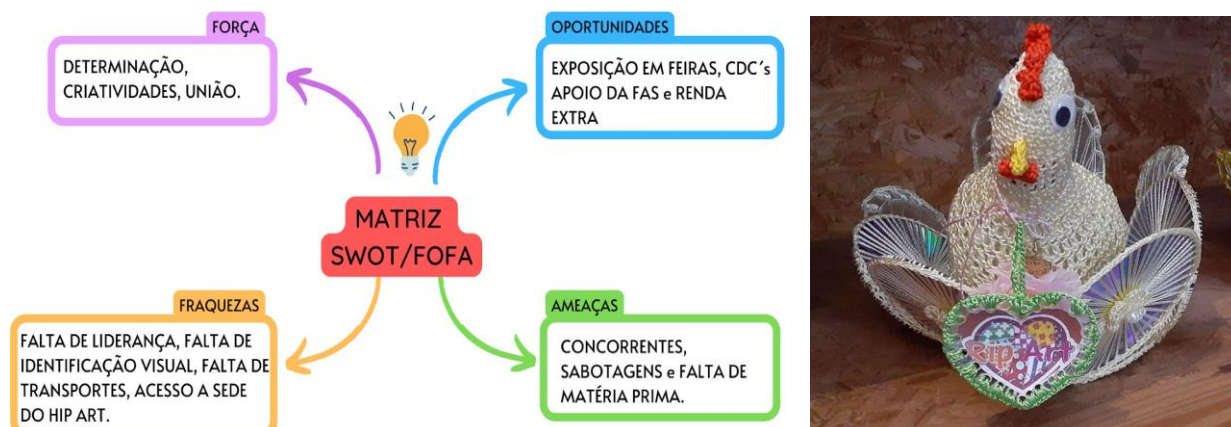 FORÇA
DETERMINAÇÃO,
CRIATIVIDADES, UNIÃO.
OPORTUNIDADES
EXPOSIÇÃO EM FEIRAS, CDC´s
APOIO DA FAS e RENDA
EXTRA
MATRIZ
SWOT/FOFA
FRAQUEZAS
FALTA DE LIDERANÇA, FALTA DE
IDENTIFICAÇÃO VISUAL, FALTA DE
TRANSPORTES, ACESSO A SEDE
DO HIP ART.
AMEAÇAS
CONCORRENTES,
SABOTAGENS e FALTA DE
MATÉRIA PRIMA.
RIP Art